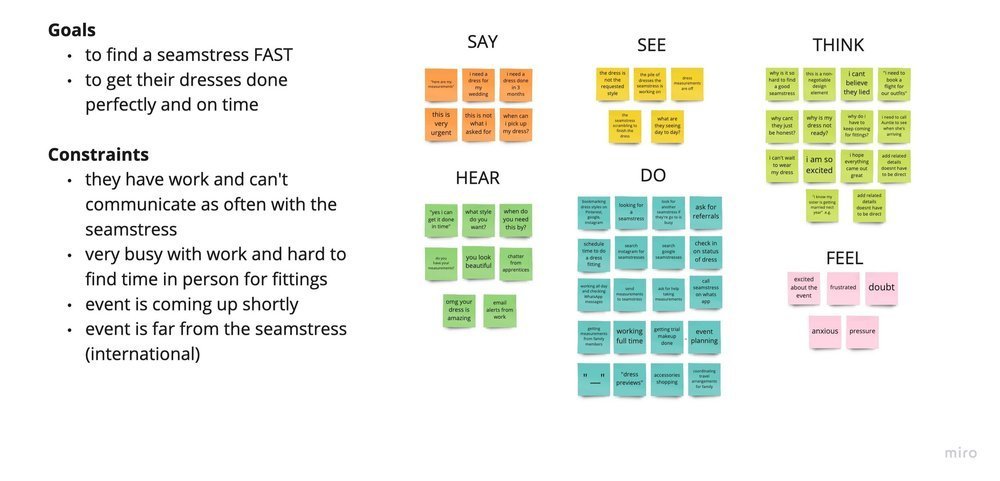 Goals
• to find a seamstress FAST
• to get their dresses done
perfectly and on time
Constraints
• they have work and can't
communicate as often with the
seamstress
• very busy with work and hard to
find time in person for fittings
• event is coming up shortly
• event is far from the seamstress
(international)
SAY
"here are my
measurements"
i need a
dress for
my
wedding
i need a
dress done
in 3
months
this is
very
urgent
this is not
what i
asked for
when can
i pick up
my dress?
HEAR
"yes i can
get it done
in time"
what style
do you
want?
when do
you need
this by?
do you
have your
measurements?
you look
beautiful
chatter
from
apprentices
omg your
dress is
amazing
email
alerts from
work
SEE
the dress is
not the
requested
style
the pile of
dresses the
seamstress is
working on
dress
measurements
are off
the
seamstress
scrambling to
finish the
dress
what are
they seeing
day to day?
DO
bookmarking
dress styles on
Pinterest,
google,
instagram
looking for
a
seamstress
look for
another
seamstress if
they're go to is busy
ask for
referrals
schedule
time to do
a dress
fitting
search
instagram for
seamstresses
search
google
seamstresses
check in
on status
of dress
working all day
and checking
WhatsApp
messages
send
measurements
to seamstress
ask for help
taking
measurements
call
seamstress
on whats
app
getting
measurements
from family
members
working
full time
getting trial
makeup
done
event
planning
"__"
"dress
previews"
accessories
shopping
coordinating
travel
arrangements
for family
THINK
why is it so
hard to find
a good
seamstress
this is a non-
negotiable
design
element
i cant
believe
they lied
"i need to
book a
flight for
our outfits"
why cant
they just
be honest?
why is my
dress not
ready?
why do i
have to
keep coming
for fittings?
i need to call
Auntie to see
when she's
arriving
i can't wait
to wear
my dress
i am so
excited
i hope
everything
came out
great
add related
details
doesnt have
to be direct
"i know my
sister is getting
married next
year" e.g.
add related
details
doesnt have
to be direct
FEEL
excited
about the
event
frustrated
doubt
anxious
pressure
miro